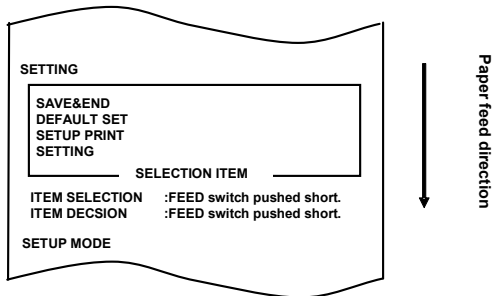 SETTING
SAVE&END
DEFAULT SET
SETUP PRINT
SETTING
SELECTION ITEM
ITEM SELECTION :FEED switch pushed short.
ITEM DECSION :FEED switch pushed short.
SETUP MODE
Paper feed direction